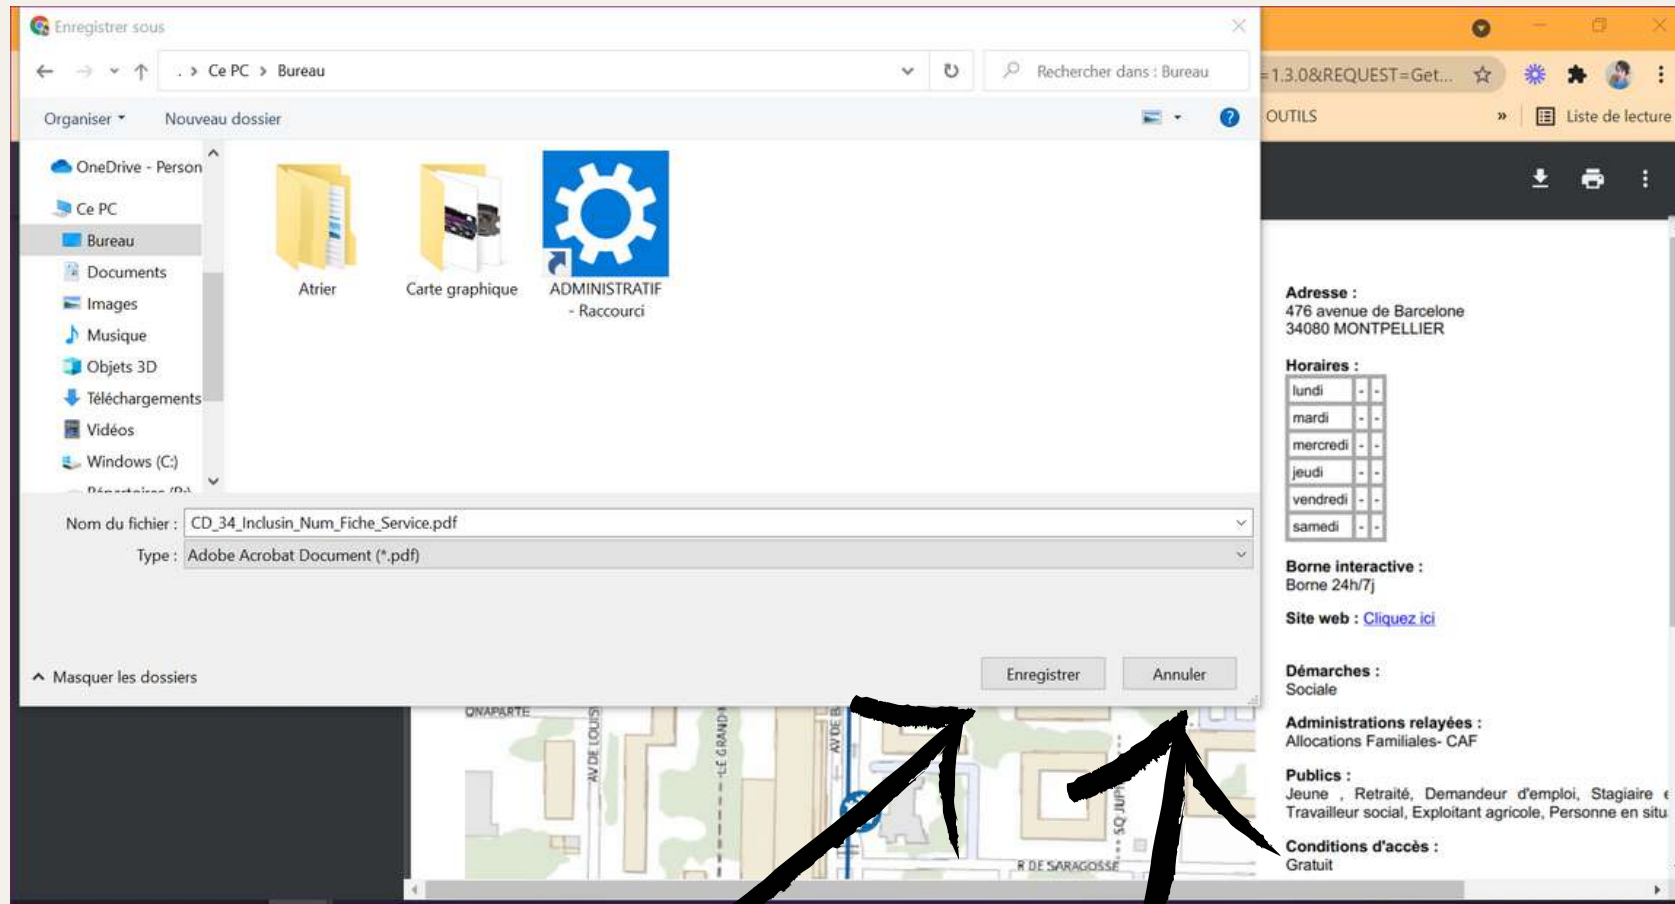 Enregistrer sous
. > Ce PC > Bureau
Rechercher dans : Bureau
=1.3.0&REQUEST=Get...
Organiser
Nouveau dossier
OUTILS
»
Liste de lecture
OneDrive - Person
Ce PC
Bureau
Documents
Images
Musique
Objets 3D
Téléchargements
Vidéos
Windows (C:)
Atrier
Carte graphique
ADMINISTRATIF
- Raccourci
Nom du fichier : CD_34_Inclusin_Num_Fiche_Service.pdf
Type : Adobe Acrobat Document (*.pdf)
Masquer les dossiers
Enregistrer
Annuler
Adresse :
476 avenue de Barcelone
34080 MONTPELLIER
Horaires :
lundi - -
mardi - -
mercredi - -
jeudi - -
vendredi - -
samedi - -
Borne interactive :
Borne 24h/7j
Site web : Cliquez ici
Démarches :
Sociale
Administrations relayées :
Allocations Familiales- CAF
Publics :
Jeune , Retraité, Demandeur d'emploi, Stagiaire e
Travailleur social, Exploitant agricole, Personne en situ
Conditions d'accès :
Gratuit
ONAPARTE
AV DE LOUIS
LE GRAND
AV DE B
SQ JUPI
R DE SARAGOSSE